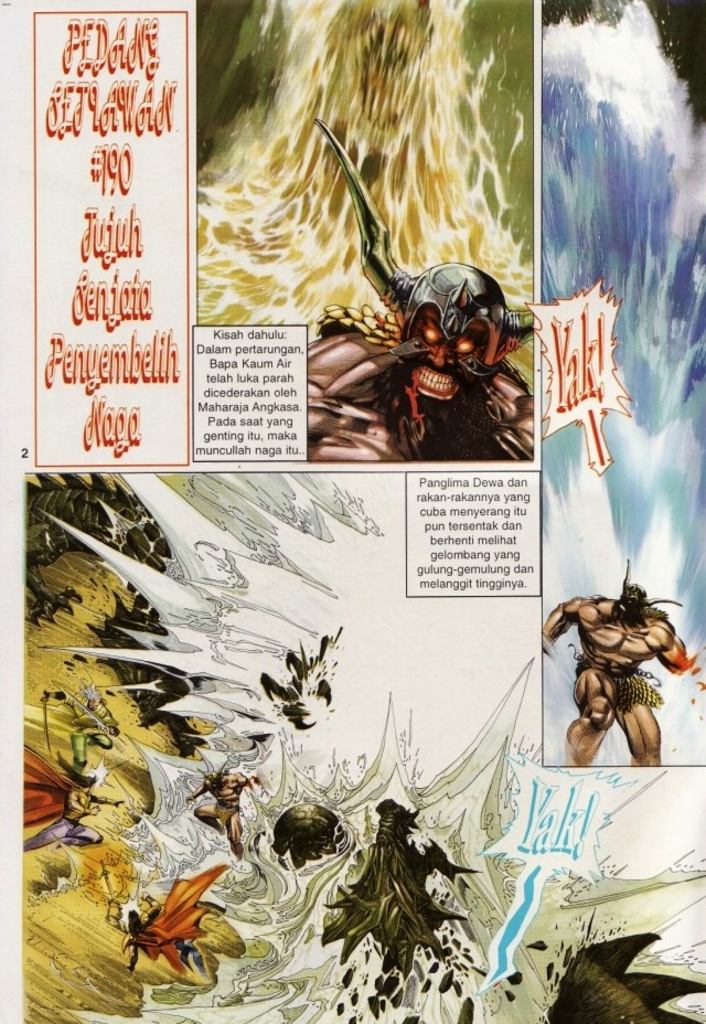 PEDANG
SETIAWAN
#190
Tujuh
Senjata
Penyembelih
Naga
Kisah dahulu:
Dalam pertarungan,
Bapa Kaum Air
telah luka parah
dicederakan oleh
Maharaja Angkasa.
Pada saat yang
genting itu, maka
muncullah naga itu..
Yak!
2
Panglima Dewa dan
rakan-rakannya yang
cuba menyerang itu
pun tersentak dan
berhenti melihat
gelombang yang
gulung-gemulung dan
melanggit tingginya.
Yak!